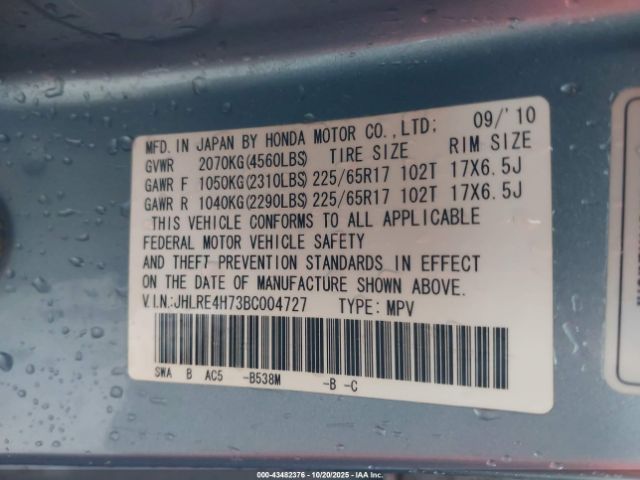 MFD. IN JAPAN BY HONDA MOTOR CO.,LTD: 09/'10
GVWR 2070KG(4560LBS) TIRE SIZE RIM SIZE
GAWR F 1050KG(2310LBS) 225/65R17 102T 17X6.5J
GAWR R 1040KG(2290LBS) 225/65R17 102T 17X6.5J
THIS VEHICLE CONFORMS TO ALL APPLICABLE
FEDERAL MOTOR VEHICLE SAFETY
AND THEFT PREVENTION STANDARDS IN EFFECT
ON THE DATE OF MANUFACTURE SHOWN ABOVE.
V.I.N.:JHLRE4H73BC004727 TYPE: MPV
SWA B AC5 -B538M -B -C
000-43482376 - 10/20/2025 - IAAI.COM